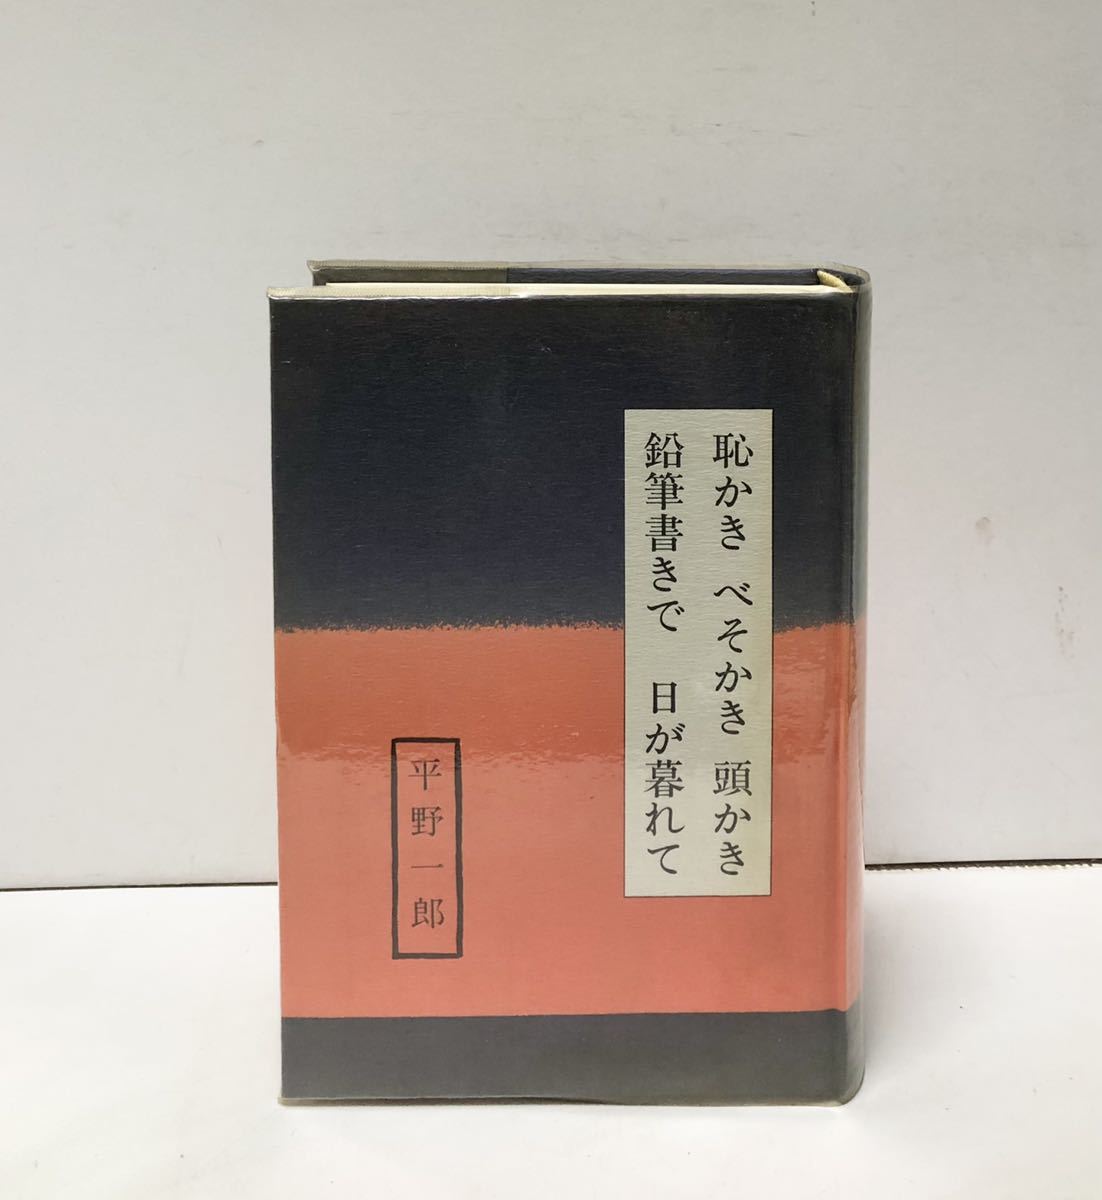 恥かき べそかき 頭かき
鉛筆書きで 日が暮れて
平野一郎